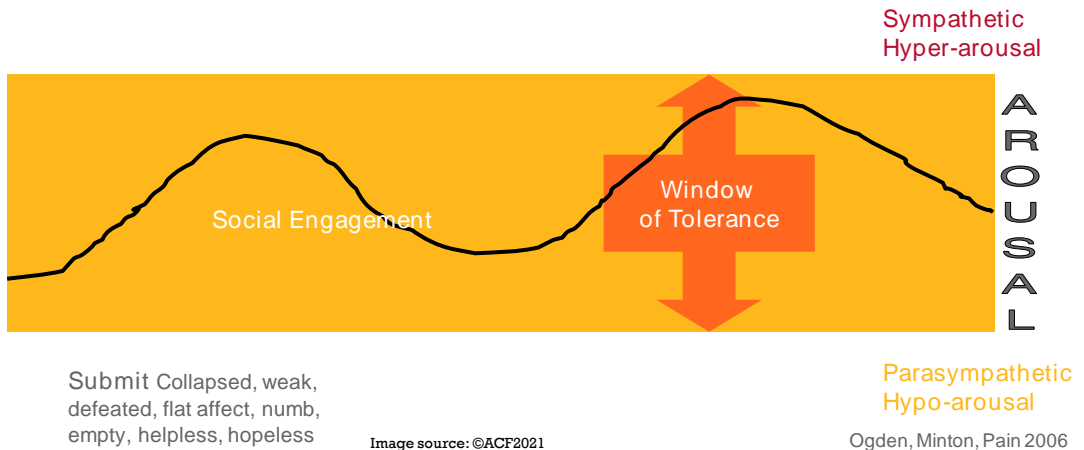 Sympathetic
Hyper-arousal
AROUSAL
Social Engagement
Window
of Tolerance
Submit Collapsed, weak,
defeated, flat affect, numb,
empty, helpless, hopeless
Image source: ©ACF2021
Parasympathetic
Hypo-arousal
Ogden, Minton, Pain 2006